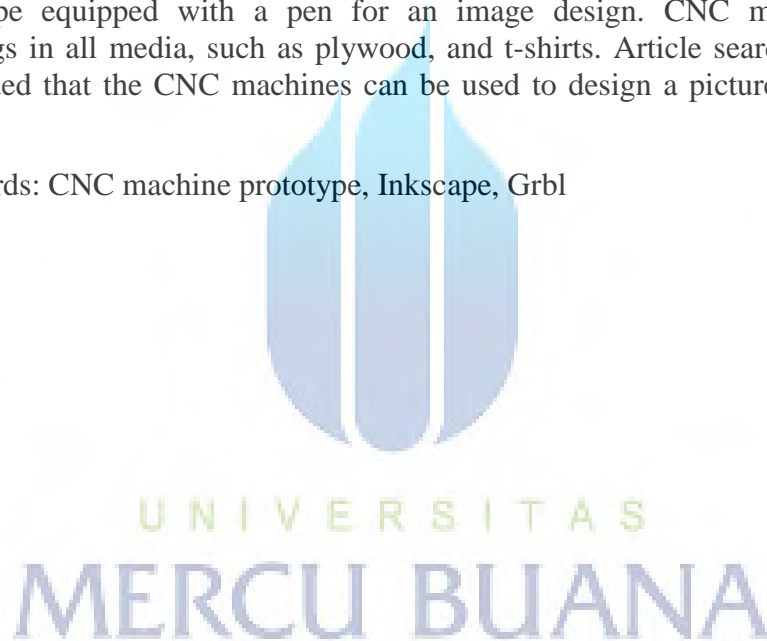 be equipped with a pen for an image design. CNC m
gs in all media, such as plywood, and t-shirts. Article sear
ed that the CNC machines can be used to design a picture
rds: CNC machine prototype, Inkscape, Grbl
UNIVERSITAS
MERCU BUANA